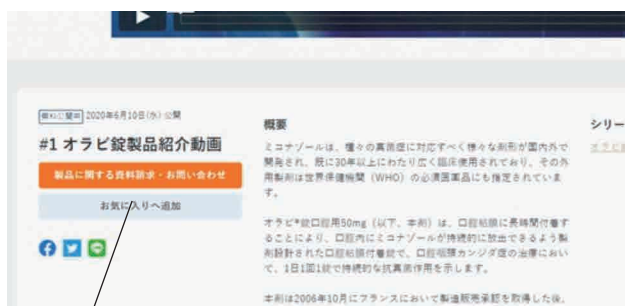 2020年6月10日(水) 公開
#1 オラビ錠製品紹介動画
製品に関する資料請求・お問い合わせ
お気に入りへ追加
概要
ミコナゾールは、種々の真菌症に対応すべく様々な剤形が国内外で
開発され、既に30年以上にわたり広く臨床使用されており、その外
用製剤は世界保健機関（WHO）の必須医薬品にも指定されていま
す。
オラビ®錠口腔用50mg（以下、本剤）は、口腔粘膜に長時間付着す
ることにより、口腔内にミコナゾールが持続的に放出できるよう製
剤設計された口腔粘膜付着錠で、口腔咽頭カンジダ症の治療におい
て、1日1回1錠で持続的な抗真菌作用を示します。
本剤は2006年10月にフランスにおいて製造販売承認を取得した後、
シリー